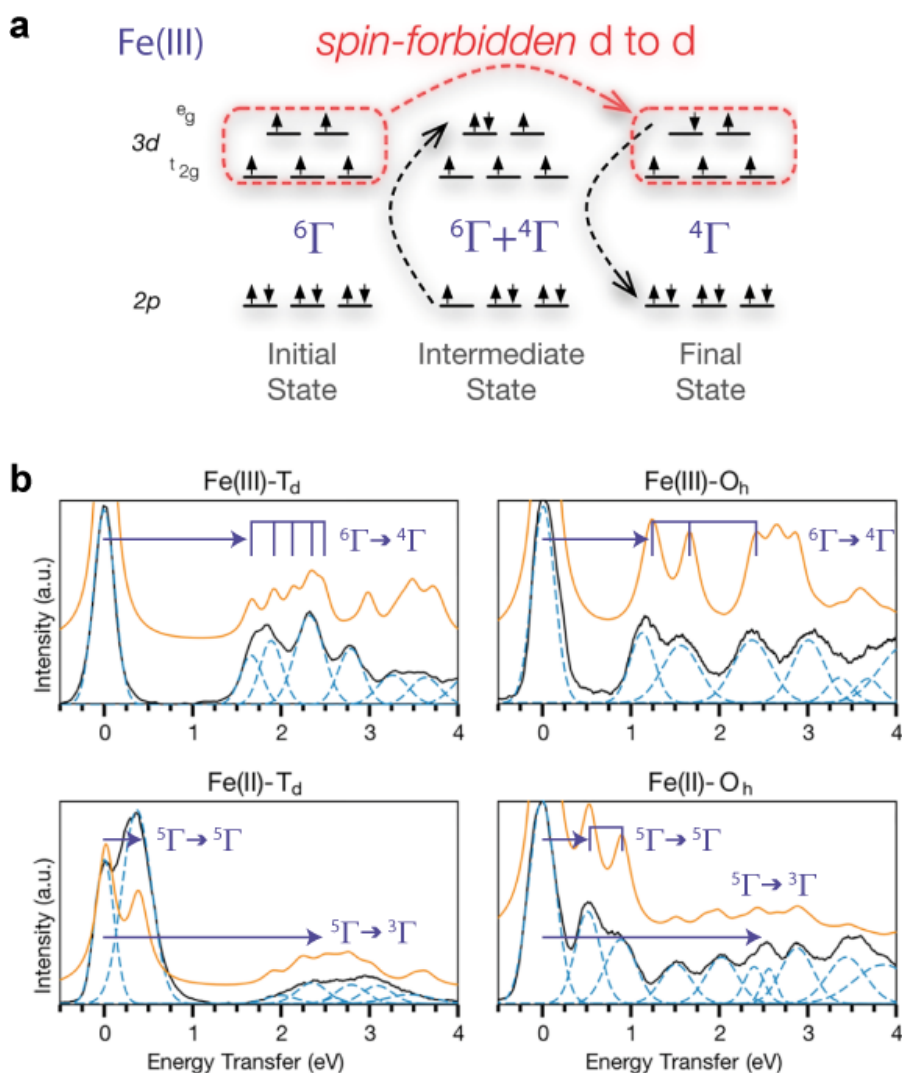 a
Fe(III) spin-forbidden d to d
eg
3d
t2g
⁶Γ ⁶Γ+⁴Γ ⁴Γ
2p
Initial State
Intermediate State
Final State
b
Fe(III)-Td
Intensity (a.u.)
⁶Γ→⁴Γ
0 1 2 3 4
Fe(III)-Oh
⁶Γ→⁴Γ
0 1 2 3 4
Fe(II)-Td
Intensity (a.u.)
⁵Γ→⁵Γ
⁵Γ→³Γ
0 1 2 3 4
Energy Transfer (eV)
Fe(II)-Oh
⁵Γ→⁵Γ
⁵Γ→³Γ
0 1 2 3 4
Energy Transfer (eV)